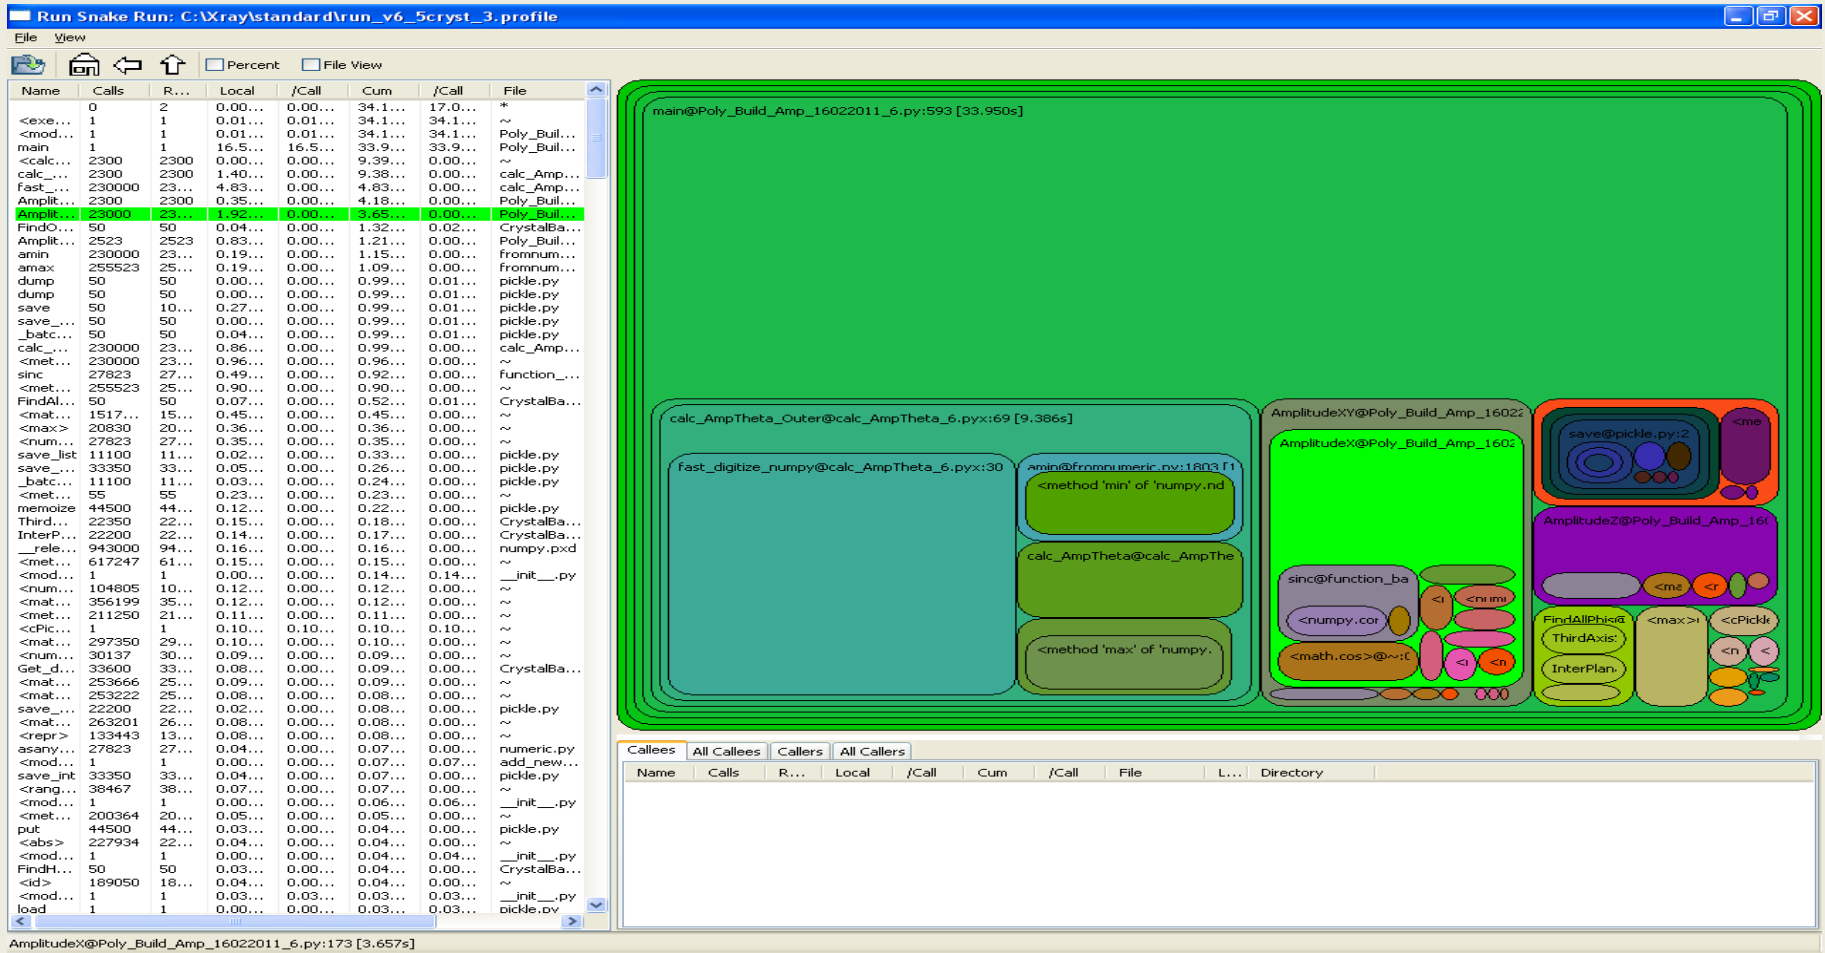 Run Snake Run: C:\Xray\standard\run_v6_5cryst_3.profile
File View
Percent File View
Name Calls R... Local /Call Cum /Call File
0 2 0.00... 0.00... 34.1... 17.0... *
<exe... 1 1 0.01... 0.01... 34.1... 34.1... ~
<mod... 1 1 0.01... 0.01... 34.1... 34.1... Poly_Buil...
main 1 1 16.5... 16.5... 33.9... 33.9... Poly_Buil...
<calc... 2300 2300 0.00... 0.00... 9.39... 0.00... ~
calc_... 2300 2300 1.40... 0.00... 9.38... 0.00... calc_Amp...
fast_... 230000 23... 4.83... 0.00... 4.83... 0.00... calc_Amp...
Amplit... 2300 2300 0.35... 0.00... 4.18... 0.00... Poly_Buil...
Amplit... 23000 23... 1.92... 0.00... 3.65... 0.00... Poly_Buil...
FindO... 50 50 0.04... 0.00... 1.32... 0.02... CrystalBa...
Amplit... 2523 2523 0.83... 0.00... 1.21... 0.00... Poly_Buil...
amin 230000 23... 0.19... 0.00... 1.15... 0.00... fromnum...
amax 255523 25... 0.19... 0.00... 1.09... 0.00... fromnum...
dump 50 50 0.00... 0.00... 0.99... 0.01... pickle.py
dump 50 50 0.00... 0.00... 0.99... 0.01... pickle.py
save 50 10... 0.27... 0.00... 0.99... 0.01... pickle.py
save_... 50 50 0.00... 0.00... 0.99... 0.01... pickle.py
_batc... 50 50 0.04... 0.00... 0.99... 0.01... pickle.py
calc_... 230000 23... 0.86... 0.00... 0.99... 0.00... calc_Amp...
<met... 230000 23... 0.96... 0.00... 0.96... 0.00... ~
sinc 27823 27... 0.49... 0.00... 0.92... 0.00... function_...
<met... 255523 25... 0.90... 0.00... 0.90... 0.00... ~
FindAl... 50 50 0.07... 0.00... 0.52... 0.01... CrystalBa...
<mat... 1517... 15... 0.45... 0.00... 0.45... 0.00... ~
<max> 20830 20... 0.36... 0.00... 0.36... 0.00... ~
<num... 27823 27... 0.35... 0.00... 0.35... 0.00... ~
save_list 11100 11... 0.02... 0.00... 0.33... 0.00... pickle.py
save_... 33350 33... 0.05... 0.00... 0.26... 0.00... pickle.py
_batc... 11100 11... 0.03... 0.00... 0.24... 0.00... pickle.py
<met... 55 55 0.23... 0.00... 0.23... 0.00... ~
memoize 44500 44... 0.12... 0.00... 0.22... 0.00... pickle.py
Third... 22350 22... 0.15... 0.00... 0.18... 0.00... CrystalBa...
InterP... 22200 22... 0.14... 0.00... 0.17... 0.00... CrystalBa...
__rele... 943000 94... 0.16... 0.00... 0.16... 0.00... numpy.pxd
<met... 617247 61... 0.15... 0.00... 0.15... 0.00... ~
<mod... 1 1 0.00... 0.00... 0.14... 0.14... __init__.py
<num... 104805 10... 0.12... 0.00... 0.12... 0.00... ~
<mat... 356199 35... 0.12... 0.00... 0.12... 0.00... ~
<met... 211250 21... 0.11... 0.00... 0.11... 0.00... ~
<cPic... 1 1 0.10... 0.10... 0.10... 0.10... ~
<mat... 297350 29... 0.10... 0.00... 0.10... 0.00... ~
<num... 30137 30... 0.09... 0.00... 0.09... 0.00... ~
Get_d... 33600 33... 0.08... 0.00... 0.09... 0.00... CrystalBa...
<mat... 253666 25... 0.09... 0.00... 0.09... 0.00... ~
<mat... 253222 25... 0.08... 0.00... 0.08... 0.00... ~
save_... 22200 22... 0.02... 0.00... 0.08... 0.00... pickle.py
<mat... 263201 26... 0.08... 0.00... 0.08... 0.00... ~
<repr> 133443 13... 0.08... 0.00... 0.08... 0.00... ~
asany... 27823 27... 0.04... 0.00... 0.07... 0.00... numeric.py
<mod... 1 1 0.00... 0.00... 0.07... 0.07... add_new...
save_int 33350 33... 0.04... 0.00... 0.07... 0.00... pickle.py
<rang... 38467 38... 0.07... 0.00... 0.07... 0.00... ~
<mod... 1 1 0.00... 0.00... 0.06... 0.06... __init__.py
<met... 200364 20... 0.05... 0.00... 0.05... 0.00... ~
put 44500 44... 0.03... 0.00... 0.04... 0.00... pickle.py
<abs> 227934 22... 0.04... 0.00... 0.04... 0.00... ~
<mod... 1 1 0.00... 0.00... 0.04... 0.04... __init__.py
FindH... 50 50 0.03... 0.00... 0.04... 0.00... CrystalBa...
<id> 189050 18... 0.04... 0.00... 0.04... 0.00... ~
<mod... 1 1 0.03... 0.03... 0.03... 0.03... __init__.py
load 1 1 0.00... 0.00... 0.03... 0.03... pickle.py
main@Poly_Build_Amp_16022011_6.py:593 [33.950s]
calc_AmpTheta_Outer@calc_AmpTheta_6.pyx:69 [9.386s]
fast_digitize_numpy@calc_AmpTheta_6.pyx:30
amin@fromnumeric.py:1803 [1
<method 'min' of 'numpy.nd
calc_AmpTheta@calc_AmpThe
<method 'max' of 'numpy.
AmplitudeXY@Poly_Build_Amp_16022
AmplitudeX@Poly_Build_Amp_1602
sinc@function_ba
<numpy.cor
<math.cos>@~:0
<numi
<n
save@pickle.py:2
<me
AmplitudeZ@Poly_Build_Amp_16(
<ma
<r
FindAllPhis@
ThirdAxis:
InterPlan.
<max>
<cPickle
<n
<
Callees All Callees Callers All Callers
Name Calls R... Local /Call Cum /Call File L... Directory
AmplitudeX@Poly_Build_Amp_16022011_6.py:173 [3.657s]